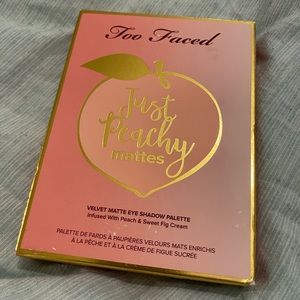 Too Faced
Just
Peachy
mattes
VELVET MATTE EYE SHADOW PALETTE
Infused With Peach & Sweet Fig Cream
PALETTE DE FARDS À PAUPIÈRES VELOURS MATS ENRICHIS
À LA PÊCHE ET À LA CRÈME DE FIGUE SUCRÉE